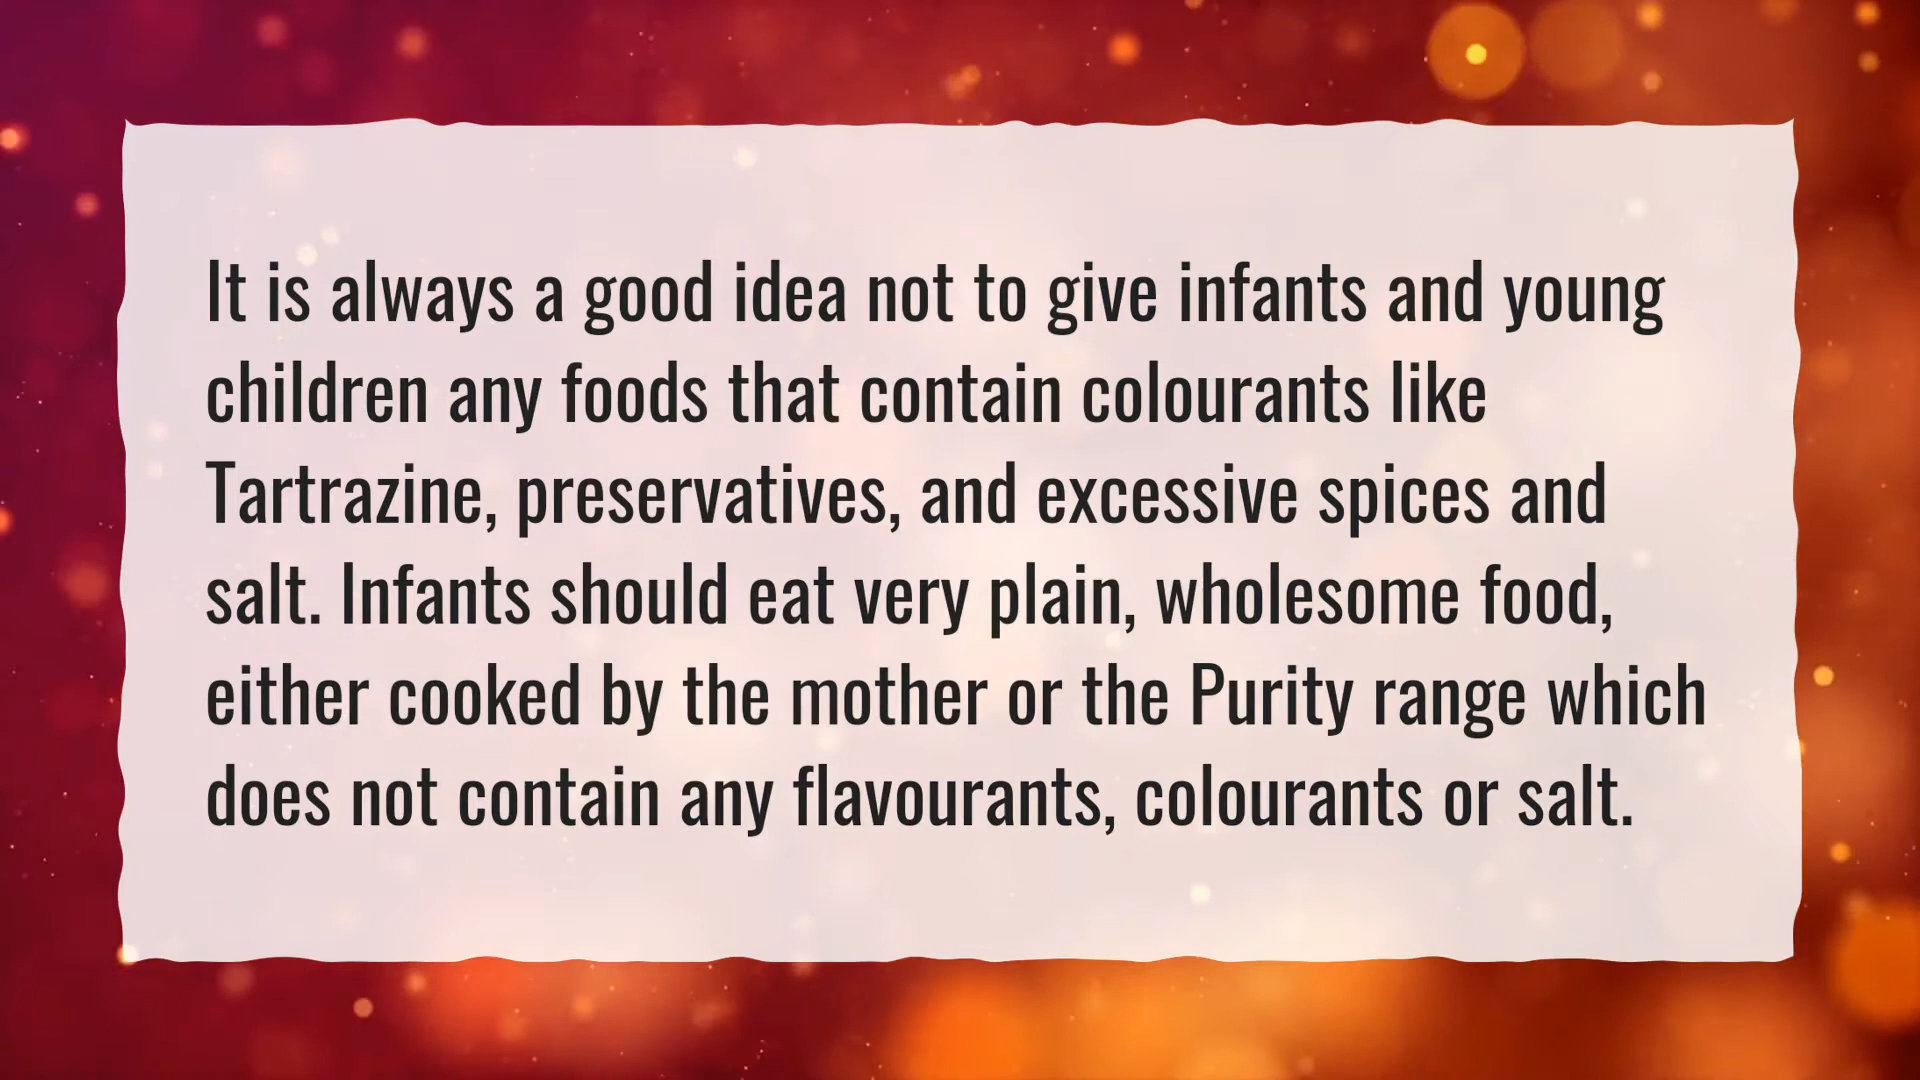 It is always a good idea not to give infants and young
children any foods that contain colourants like
Tartrazine, preservatives, and excessive spices and
salt. Infants should eat very plain, wholesome food,
either cooked by the mother or the Purity range which
does not contain any flavourants, colourants or salt.